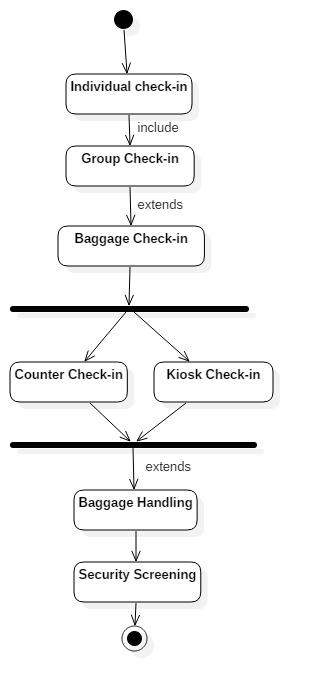 Individual check-in
include
Group Check-in
extends
Baggage Check-in
Counter Check-in
Kiosk Check-in
extends
Baggage Handling
Security Screening